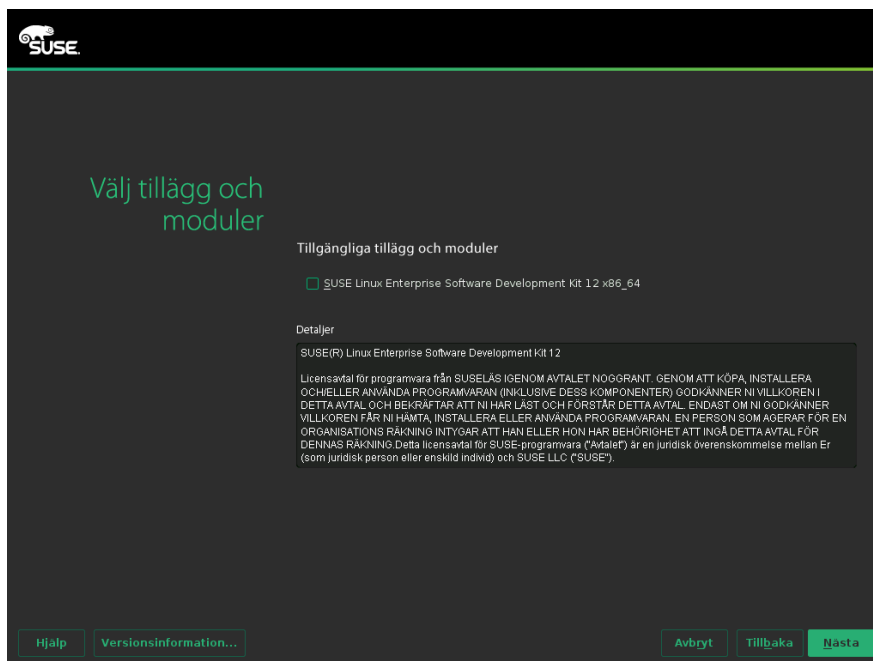 SUSE.
Välj tillägg och
moduler
Tillgängliga tillägg och moduler
SUSE Linux Enterprise Software Development Kit 12 x86_64
Detaljer
SUSE(R) Linux Enterprise Software Development Kit 12
Licensavtal för programvara från SUSELÄS IGENOM AVTALET NOGGRANT. GENOM ATT KÖPA, INSTALLERA
OCH/ELLER ANVÄNDA PROGRAMVARAN (INKLUSIVE DESS KOMPONENTER) GODKÄNNER NI VILLKOREN I
DETTA AVTAL OCH BEKRÄFTAR ATT NI HAR LÄST OCH FÖRSTÅR DETTA AVTAL. ENDAST OM NI GODKÄNNER
VILLKOREN FÅR NI HÄMTA, INSTALLERA ELLER ANVÄNDA PROGRAMVARAN. EN PERSON SOM AGERAR FÖR EN
ORGANISATIONS RÄKNING INTYGAR ATT HAN ELLER HON HAR BEHÖRIGHET ATT INGÅ DETTA AVTAL FÖR
DENNAS RÄKNING.Detta licensavtal för SUSE-programvara ("Avtalet") är en juridisk överenskommelse mellan Er
(som juridisk person eller enskild individ) och SUSE LLC ("SUSE").
Hjälp
Versionsinformation...
Avbryt
Tillbaka
Nästa